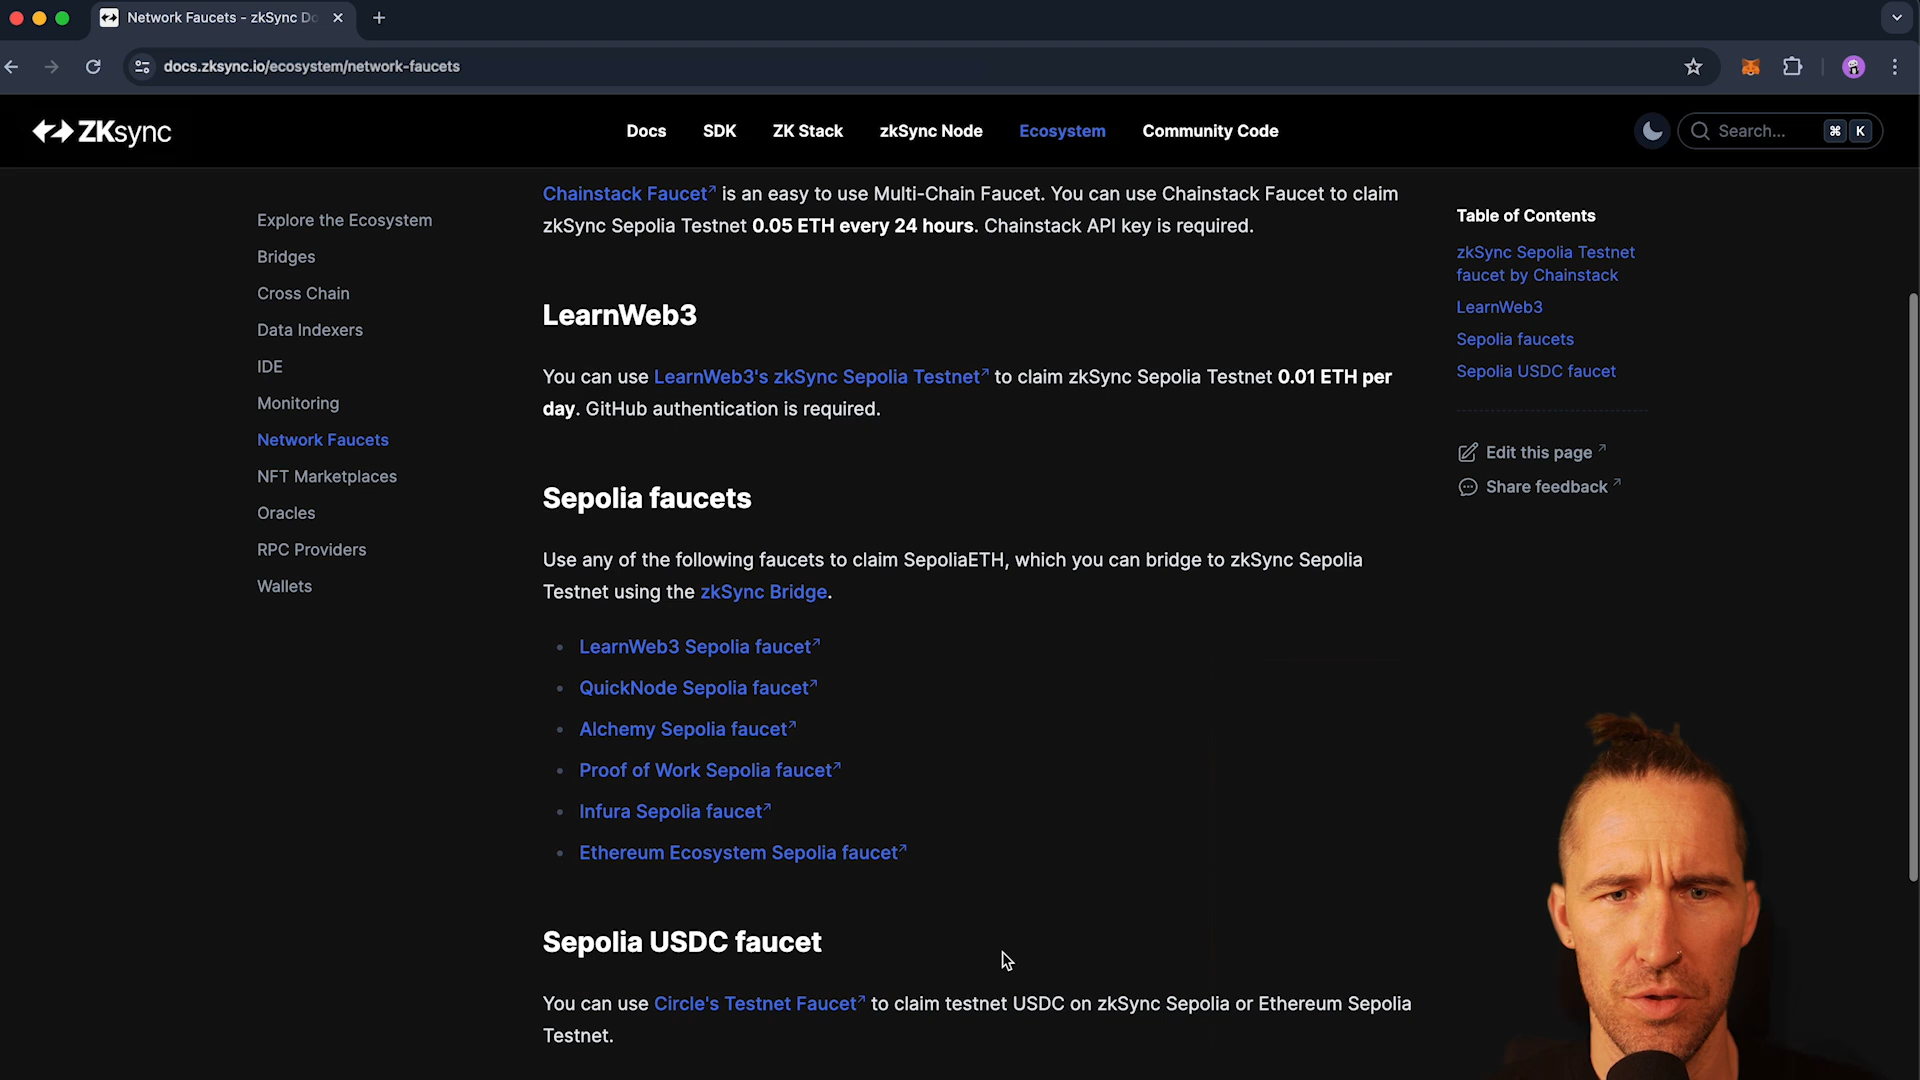 Network Faucets - zkSync Do
docs.zksync.io/ecosystem/network-faucets
ZKsync
Docs
SDK
ZK Stack
zkSync Node
Ecosystem
Community Code
Search...
⌘ K
Explore the Ecosystem
Bridges
Cross Chain
Data Indexers
IDE
Monitoring
Network Faucets
NFT Marketplaces
Oracles
RPC Providers
Wallets
Chainstack Faucet↗ is an easy to use Multi-Chain Faucet. You can use Chainstack Faucet to claim
zkSync Sepolia Testnet 0.05 ETH every 24 hours. Chainstack API key is required.
LearnWeb3
You can use LearnWeb3's zkSync Sepolia Testnet↗ to claim zkSync Sepolia Testnet 0.01 ETH per
day. GitHub authentication is required.
Sepolia faucets
Use any of the following faucets to claim SepoliaETH, which you can bridge to zkSync Sepolia
Testnet using the zkSync Bridge.
• LearnWeb3 Sepolia faucet↗
• QuickNode Sepolia faucet↗
• Alchemy Sepolia faucet↗
• Proof of Work Sepolia faucet↗
• Infura Sepolia faucet↗
• Ethereum Ecosystem Sepolia faucet↗
Sepolia USDC faucet
You can use Circle's Testnet Faucet↗ to claim testnet USDC on zkSync Sepolia or Ethereum Sepolia
Testnet.
Table of Contents
zkSync Sepolia Testnet
faucet by Chainstack
LearnWeb3
Sepolia faucets
Sepolia USDC faucet
Edit this page ↗
Share feedback ↗